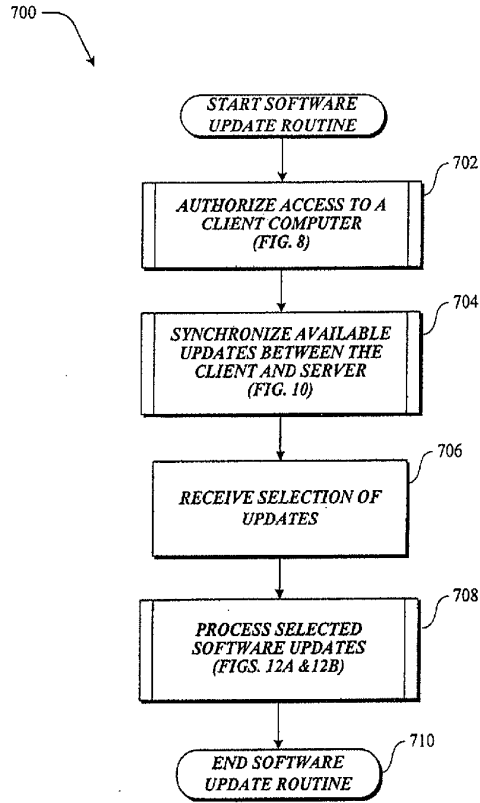 700
START SOFTWARE
UPDATE ROUTINE
702
AUTHORIZE ACCESS TO A
CLIENT COMPUTER
(FIG. 8)
704
SYNCHRONIZE AVAILABLE
UPDATES BETWEEN THE
CLIENT AND SERVER
(FIG. 10)
706
RECEIVE SELECTION OF
UPDATES
708
PROCESS SELECTED
SOFTWARE UPDATES
(FIGS. 12A &12B)
710
END SOFTWARE
UPDATE ROUTINE